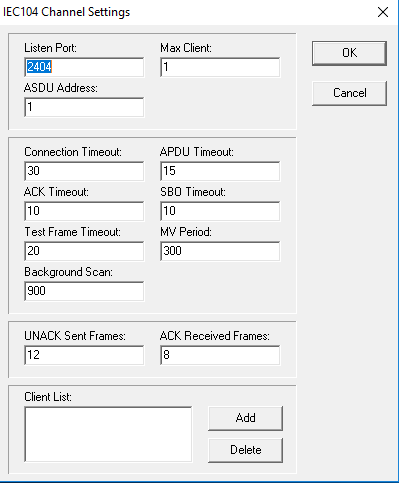 IEC104 Channel Settings
Listen Port: Max Client:
2404 1
OK
ASDU Address:
1
Cancel
Connection Timeout: APDU Timeout:
30 15
ACK Timeout: SBO Timeout:
10 10
Test Frame Timeout: MV Period:
20 300
Background Scan:
900
UNACK Sent Frames: ACK Received Frames:
12 8
Client List:
Add
Delete